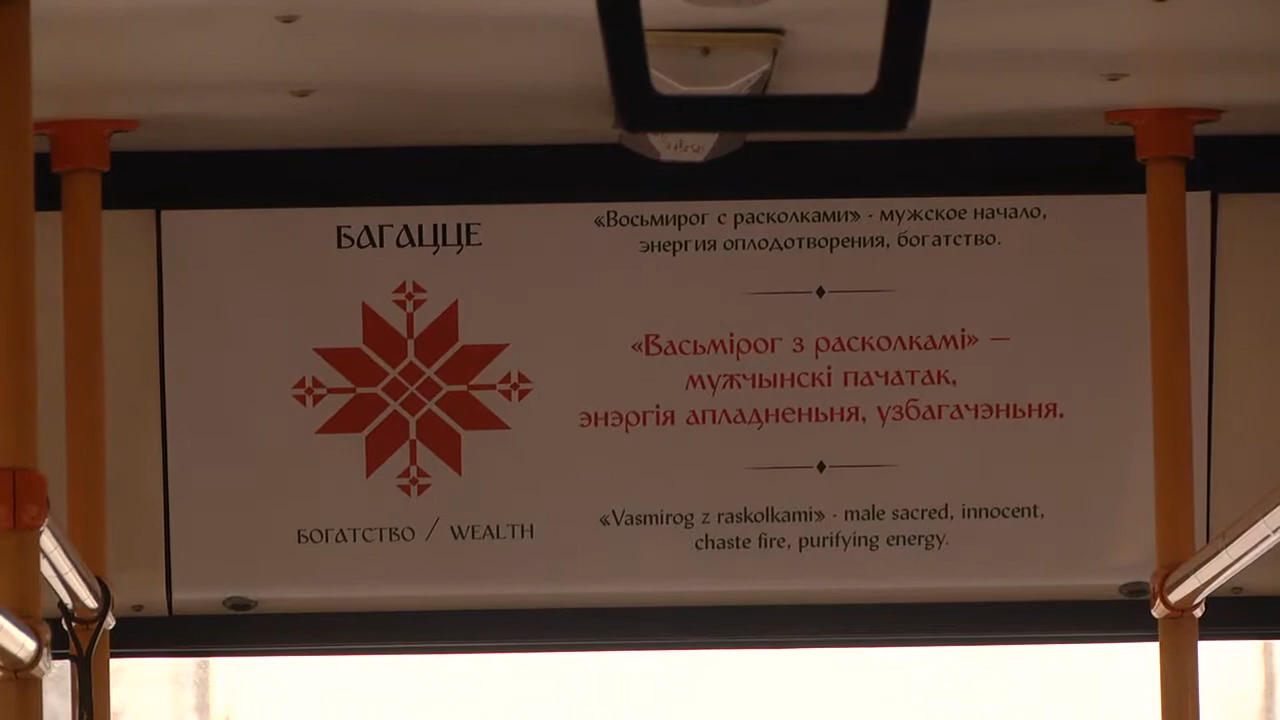 БАГАЦЦЕ
БОГАТСТВО / WEALTH
«Восьмирог с расколками» - мужское начало,
энергия оплодотворения, богатство.
«Васьмірог з расколкамі» –
мужчынскі пачатак,
энэргія апладненьня, узбагачэньня.
«Vasmirog z raskolkami» - male sacred, innocent,
chaste fire, purifying energy.